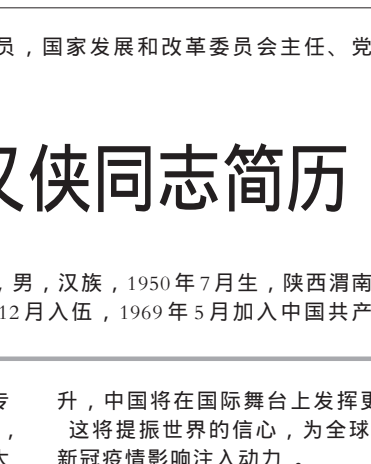 员，国家发展和改革委员会主任、党
又侠同志简历
，男，汉族，1950年7月生，陕西渭南
12月入伍，1969年5月加入中国共产
专
升，中国将在国际舞台上发挥更
，
这将提振世界的信心，为全球
大
新冠疫情影响注入动力。